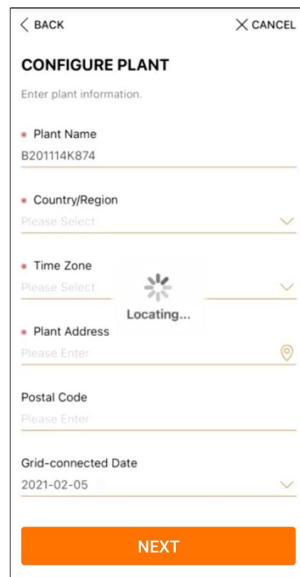 BACK
CANCEL
CONFIGURE PLANT
Enter plant information.
Plant Name
B201114K874
Country/Region
Please Select
Time Zone
Please Select
Locating...
Plant Address
Please Enter
Postal Code
Please Enter
Grid-connected Date
2021-02-05
NEXT